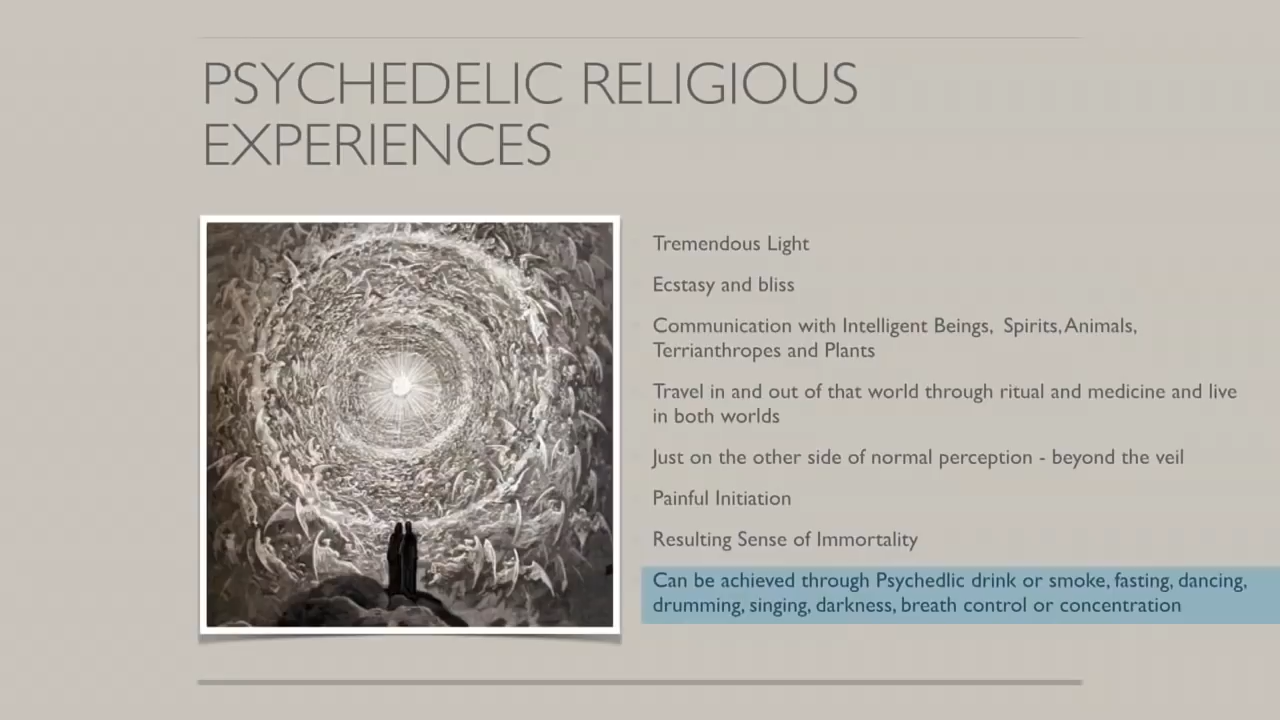 PSYCHEDELIC RELIGIOUS
EXPERIENCES
Tremendous Light
Ecstasy and bliss
Communication with Intelligent Beings,  Spirits, Animals,
Terrianthropes and Plants
Travel in and out of that world through ritual and medicine and live
in both worlds
Just on the other side of normal perception - beyond the veil
Painful Initiation
Resulting Sense of Immortality
Can be achieved through Psychedlic drink or smoke, fasting, dancing,
drumming, singing, darkness, breath control or concentration